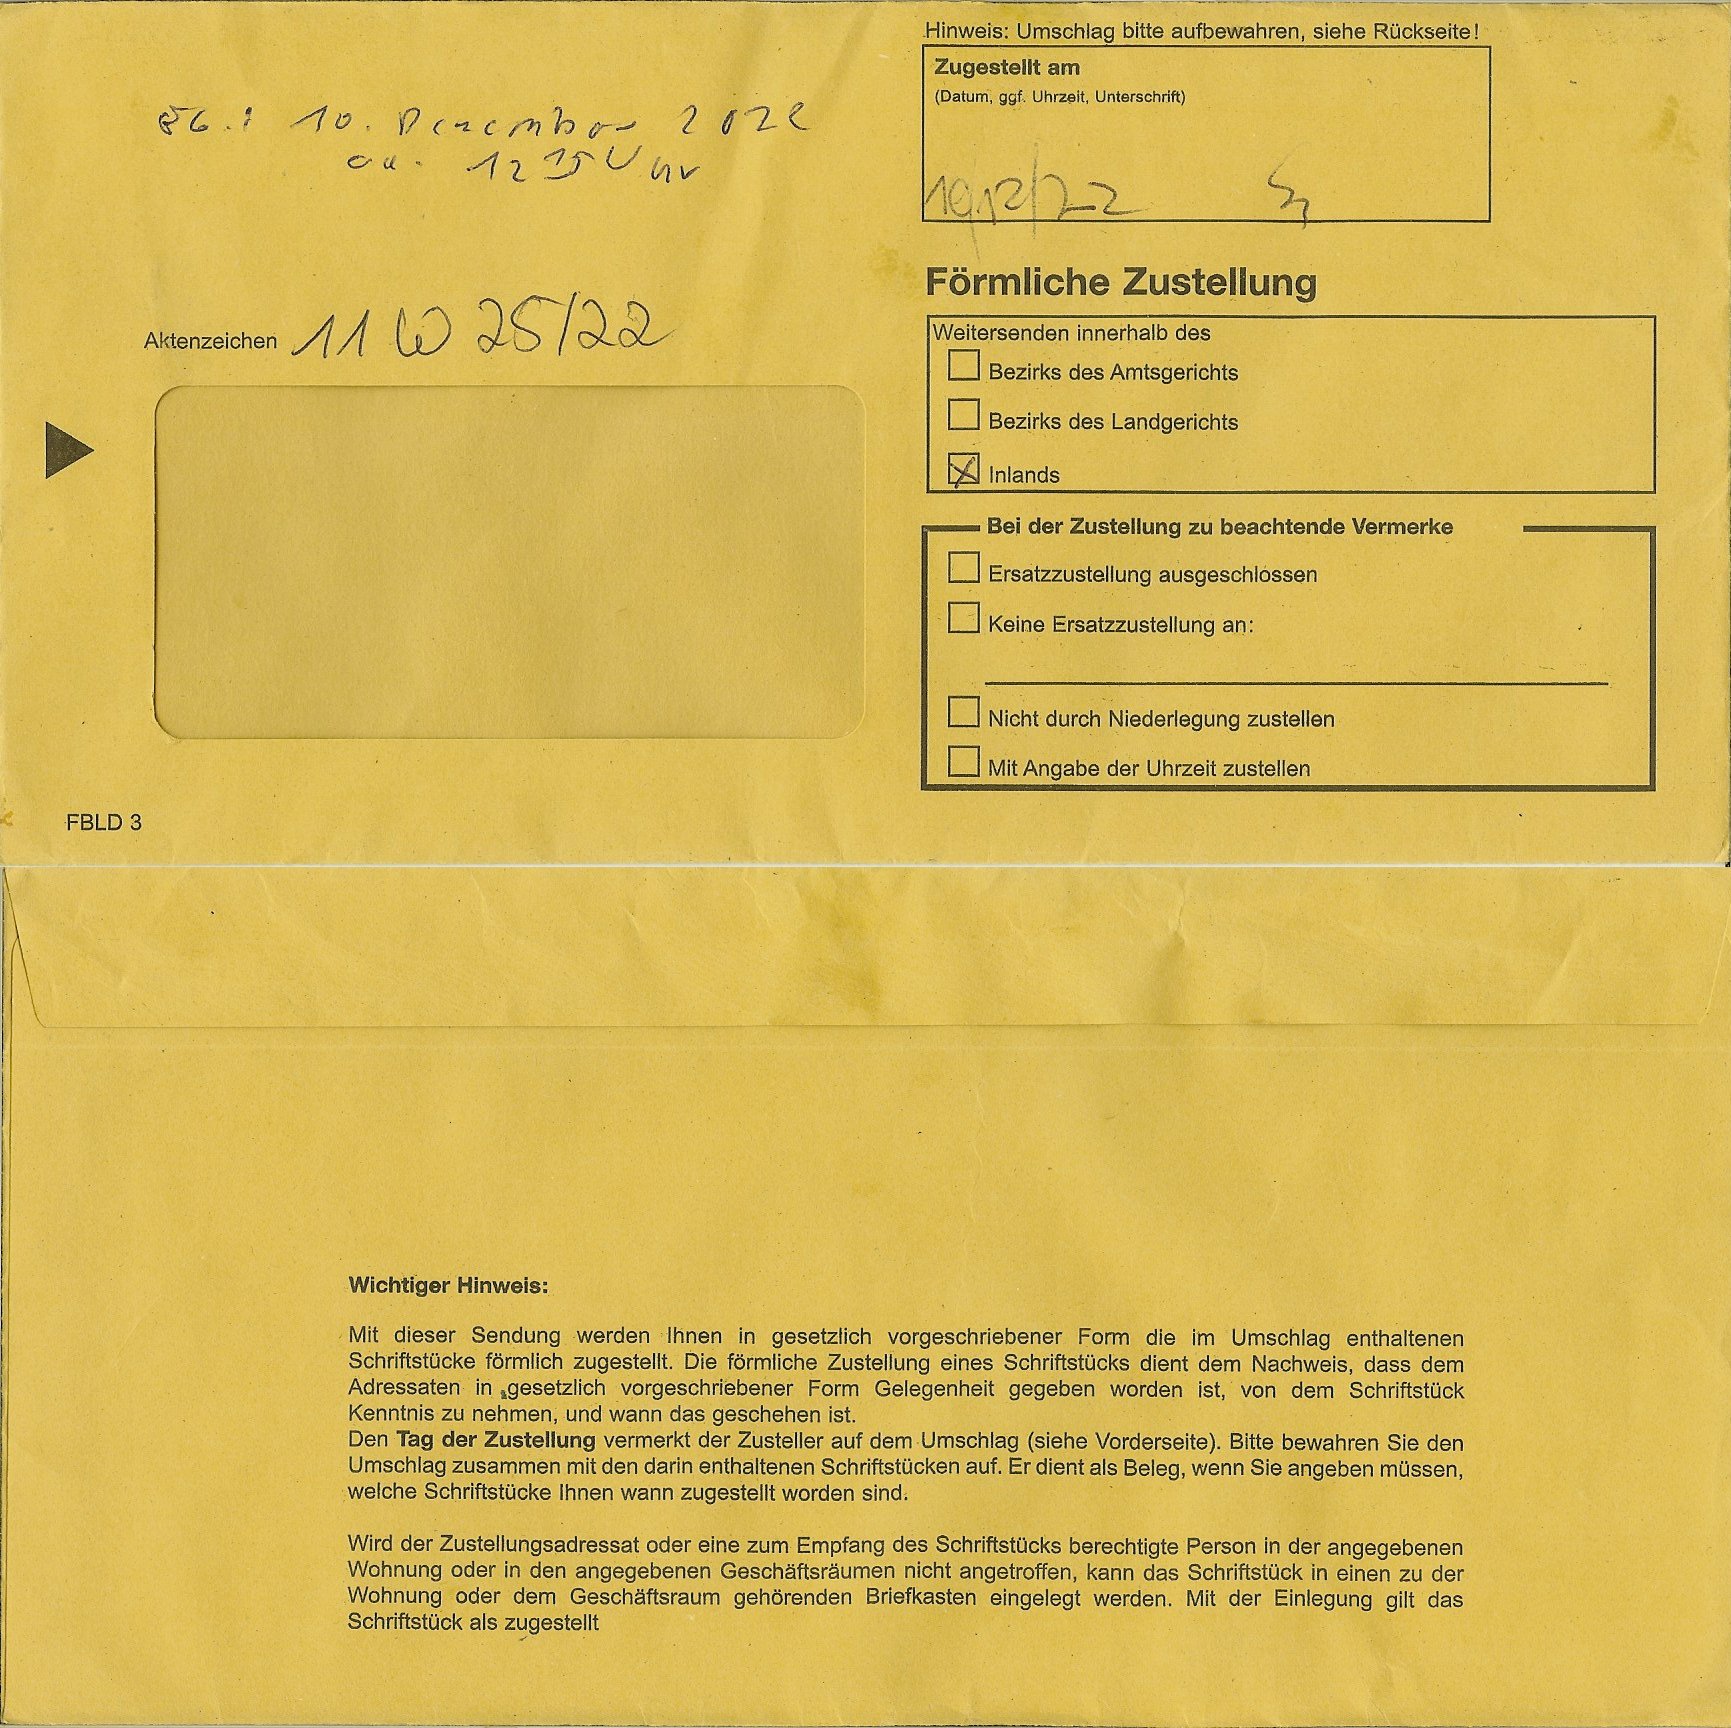 Hinweis: Umschlag bitte aufbewahren, siehe Rückseite!
Zugestellt am
(Datum, ggf. Uhrzeit, Unterschrift)
10. Dezember 2022
ca. 12 15 Uhr
10/12/22
Förmliche Zustellung
Aktenzeichen 11 W 25/22
Weitersenden innerhalb des
Bezirks des Amtsgerichts
Bezirks des Landgerichts
Inlands
Bei der Zustellung zu beachtende Vermerke
Ersatzzustellung ausgeschlossen
Keine Ersatzzustellung an:
Nicht durch Niederlegung zustellen
Mit Angabe der Uhrzeit zustellen
FBLD 3
Wichtiger Hinweis:
Mit dieser Sendung werden Ihnen in gesetzlich vorgeschriebener Form die im Umschlag enthaltenen
Schriftstücke förmlich zugestellt. Die förmliche Zustellung eines Schriftstücks dient dem Nachweis, dass dem
Adressaten in gesetzlich vorgeschriebener Form Gelegenheit gegeben worden ist, von dem Schriftstück
Kenntnis zu nehmen, und wann das geschehen ist.
Den Tag der Zustellung vermerkt der Zusteller auf dem Umschlag (siehe Vorderseite). Bitte bewahren Sie den
Umschlag zusammen mit den darin enthaltenen Schriftstücken auf. Er dient als Beleg, wenn Sie angeben müssen,
welche Schriftstücke Ihnen wann zugestellt worden sind.
Wird der Zustellungsadressat oder eine zum Empfang des Schriftstücks berechtigte Person in der angegebenen
Wohnung oder in den angegebenen Geschäftsräumen nicht angetroffen, kann das Schriftstück in einen zu der
Wohnung oder dem Geschäftsraum gehörenden Briefkasten eingelegt werden. Mit der Einlegung gilt das
Schriftstück als zugestellt